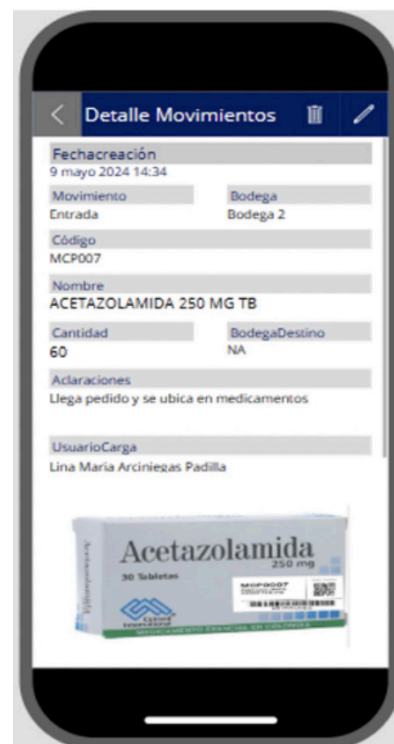 Detalle Movimientos
Fechacreación
9 mayo 2024 14:34
Movimiento Bodega
Entrada Bodega 2
Código
MCP007
Nombre
ACETAZOLAMIDA 250 MG TB
Cantidad BodegaDestino
60 NA
Aclaraciones
Llega pedido y se ubica en medicamentos
UsuarioCarga
Lina Maria Arciniegas Padilla
Acetazolamida
250 mg
30 Tabletas
MCP0007